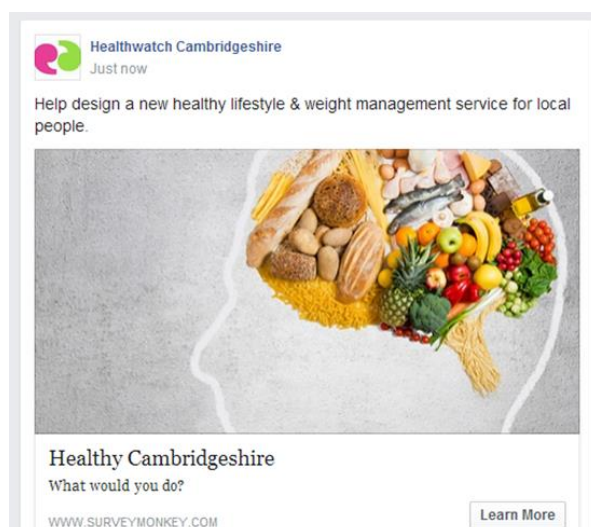 Healthwatch Cambridgeshire
Just now
Help design a new healthy lifestyle & weight management service for local
people.
Healthy Cambridgeshire
What would you do?
WWW.SURVEYMONKEY.COM
Learn More